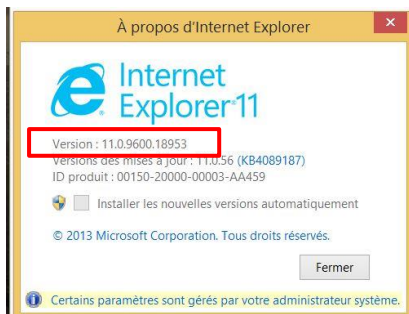 À propos d'Internet Explorer
Internet
Explorer 11
Version : 11.0.9600.18953
Versions des mises à jour : 11.0.56 (KB4089187)
ID produit : 00150-20000-00003-AA459
Installer les nouvelles versions automatiquement
© 2013 Microsoft Corporation. Tous droits réservés.
Fermer
Certains paramètres sont gérés par votre administrateur système.